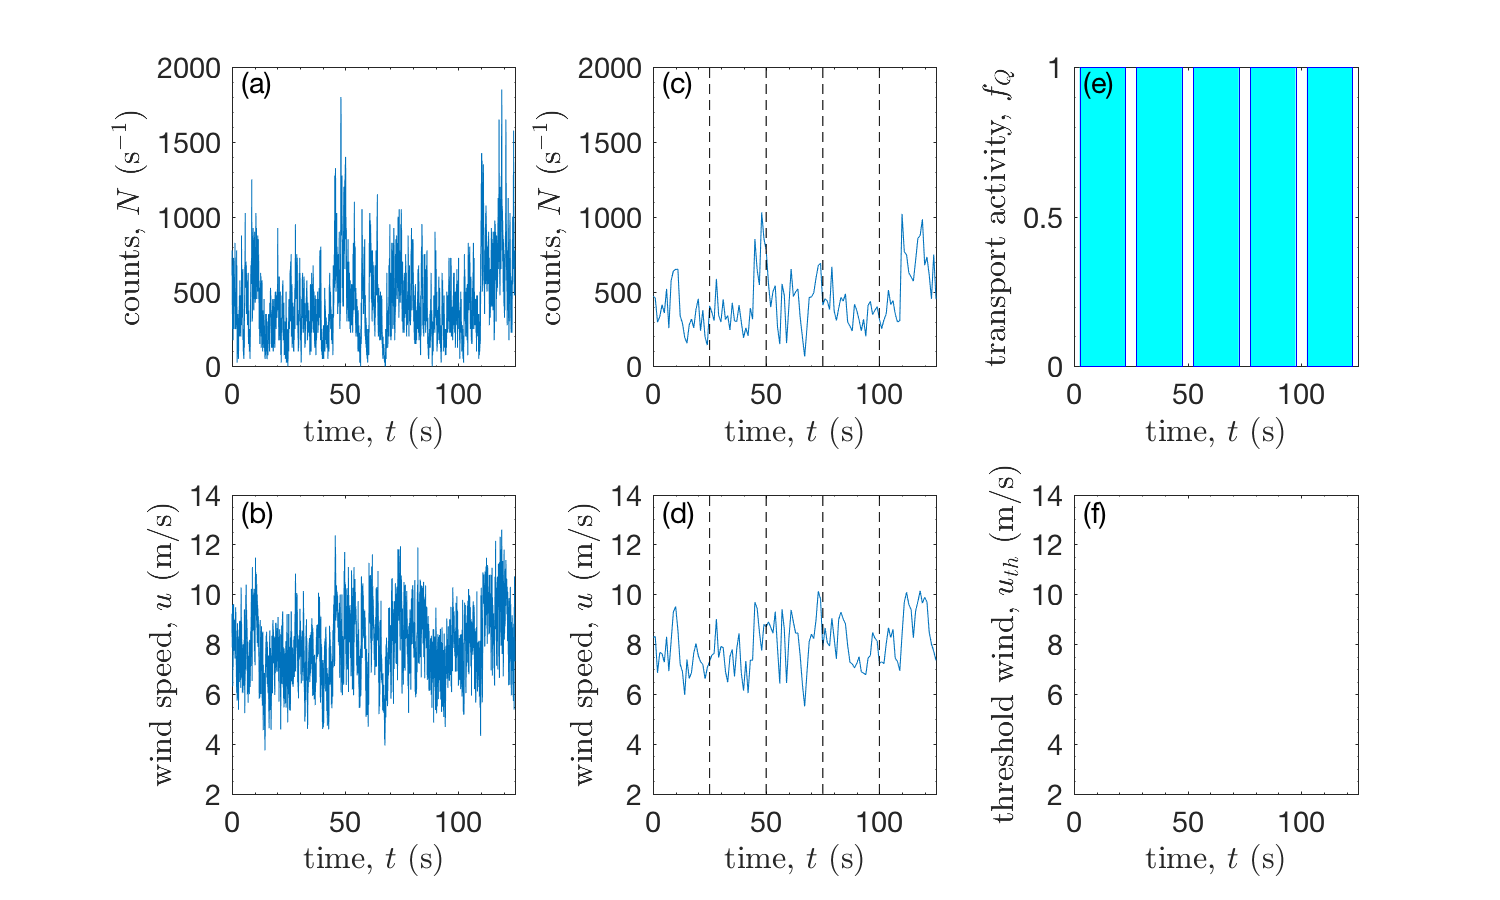 (a)
2000
1500
1000
500
0
counts, N (s⁻¹)
0 50 100
time, t (s)
(c)
2000
1500
1000
500
0
counts, N (s⁻¹)
0 50 100
time, t (s)
(e)
1
0.5
0
transport activity, f_Q
0 50 100
time, t (s)
(b)
14
12
10
8
6
4
2
wind speed, u (m/s)
0 50 100
time, t (s)
(d)
14
12
10
8
6
4
2
wind speed, u (m/s)
0 50 100
time, t (s)
(f)
14
12
10
8
6
4
2
threshold wind, u_th (m/s)
0 50 100
time, t (s)